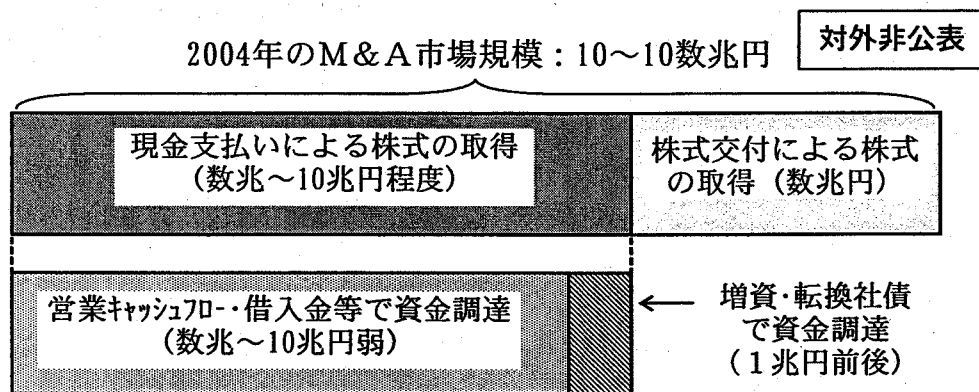 対外非公表
2004年のM&A市場規模：10～10数兆円
現金支払いによる株式の取得
(数兆～10兆円程度)
株式交付による株式
の取得（数兆円）
営業ｷｬｯｼｭﾌﾛｰ･借入金等で資金調達
(数兆～10兆円弱)
増資･転換社債
で資金調達
(１兆円前後)